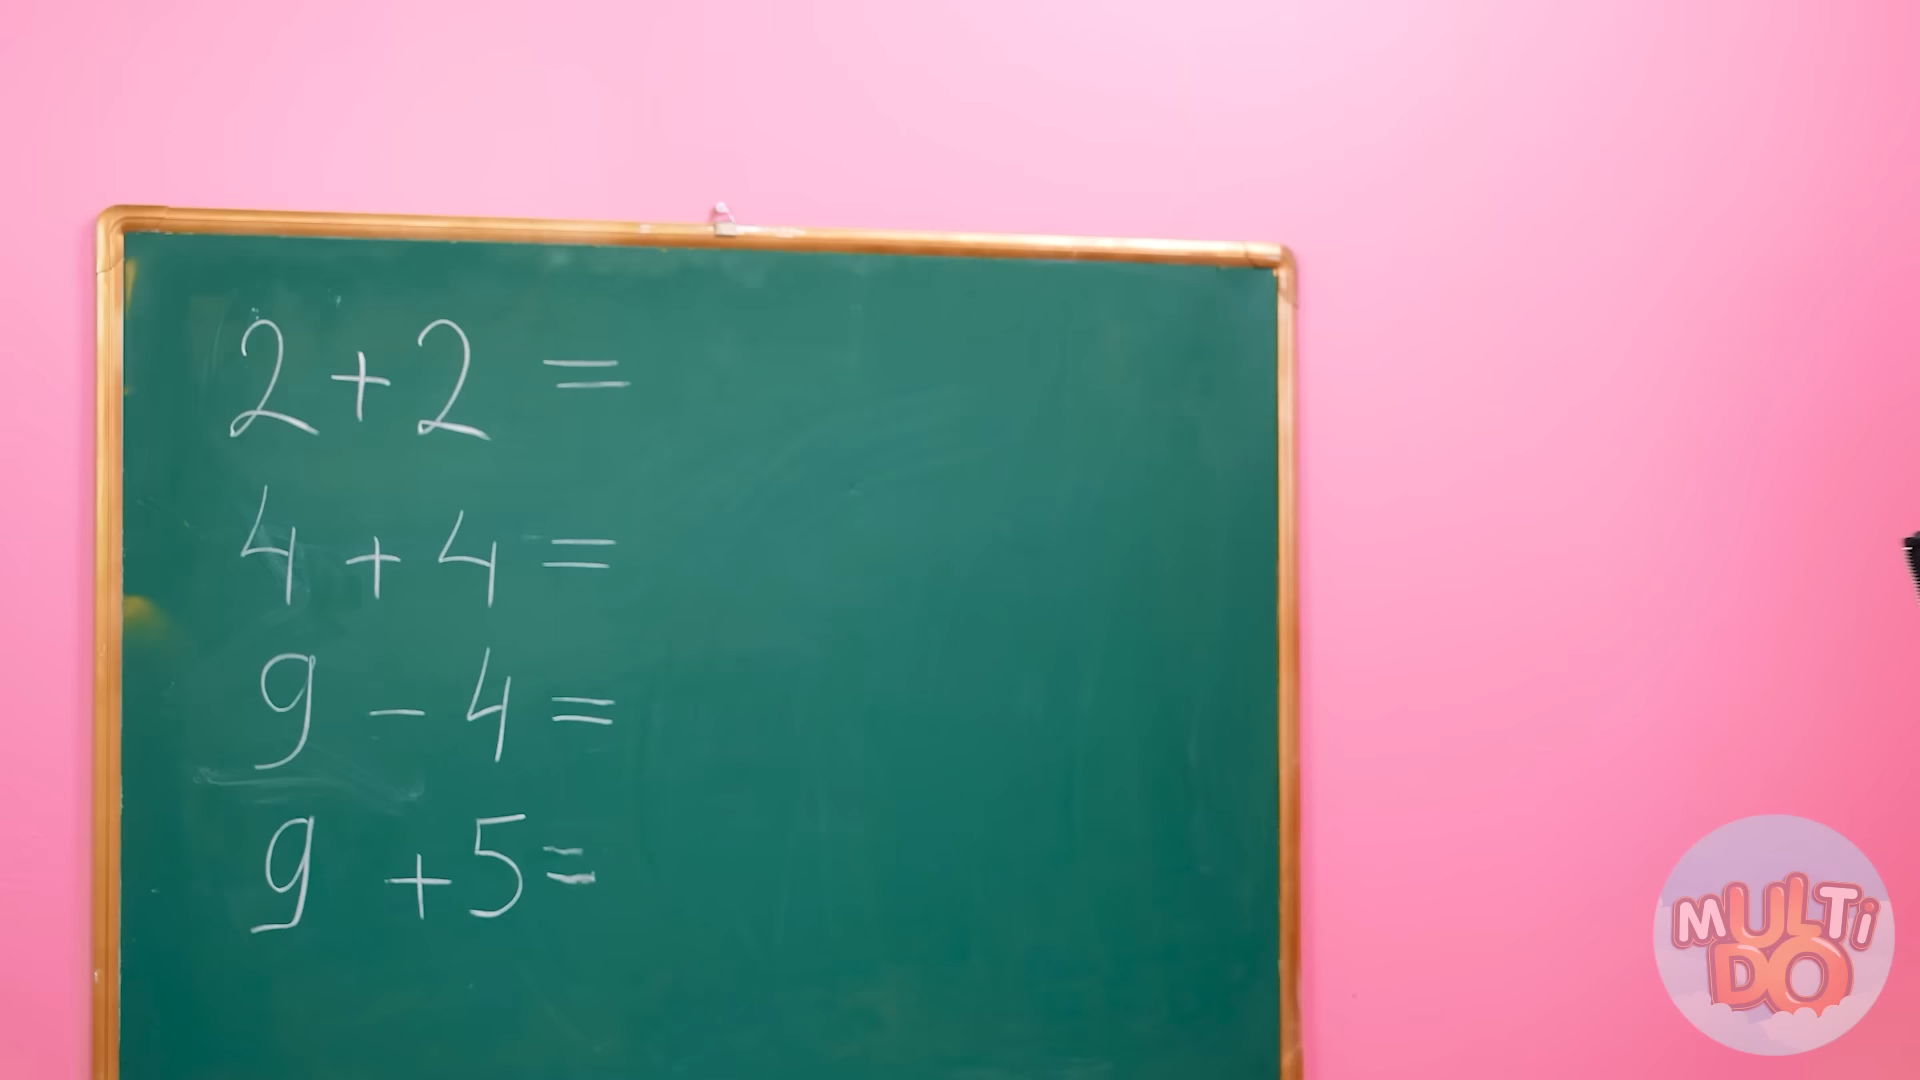 2 + 2 =
4 + 4 =
9 - 4 =
9 + 5 =
MULTi
DO